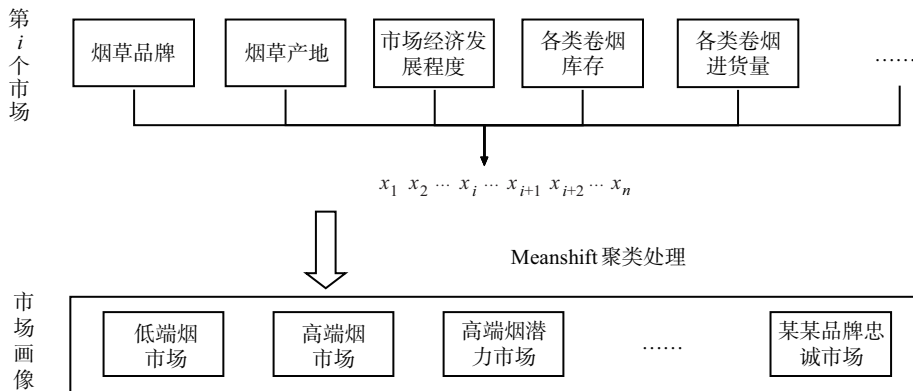 第i个市场
烟草品牌
烟草产地
市场经济发
展程度
各类卷烟
库存
各类卷烟
进货量
……
x1 x2 … xi … xi+1 xi+2 … xn
Meanshift 聚类处理
市场画像
低端烟
市场
高端烟
市场
高端烟潜
力市场
……
某某品牌忠
诚市场